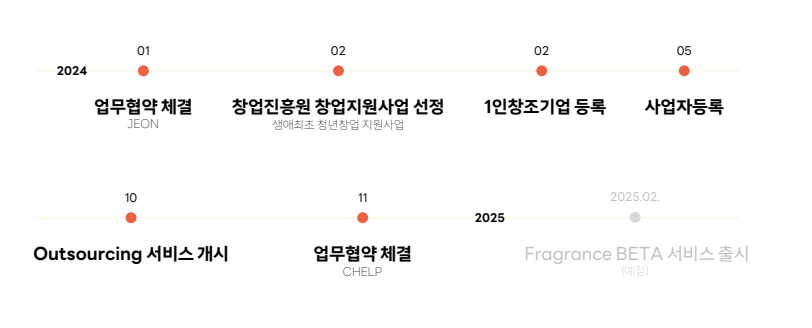 01
02
02
05
2024
업무협약 체결
창업진흥원 창업지원사업 선정
1인창조기업 등록
사업자등록
JEON
생애최초 청년창업 지원사업
10
11
2025.02.
2025
Outsourcing 서비스 개시
업무협약 체결
Fragrance BETA 서비스 출시
CHELP
(예정)